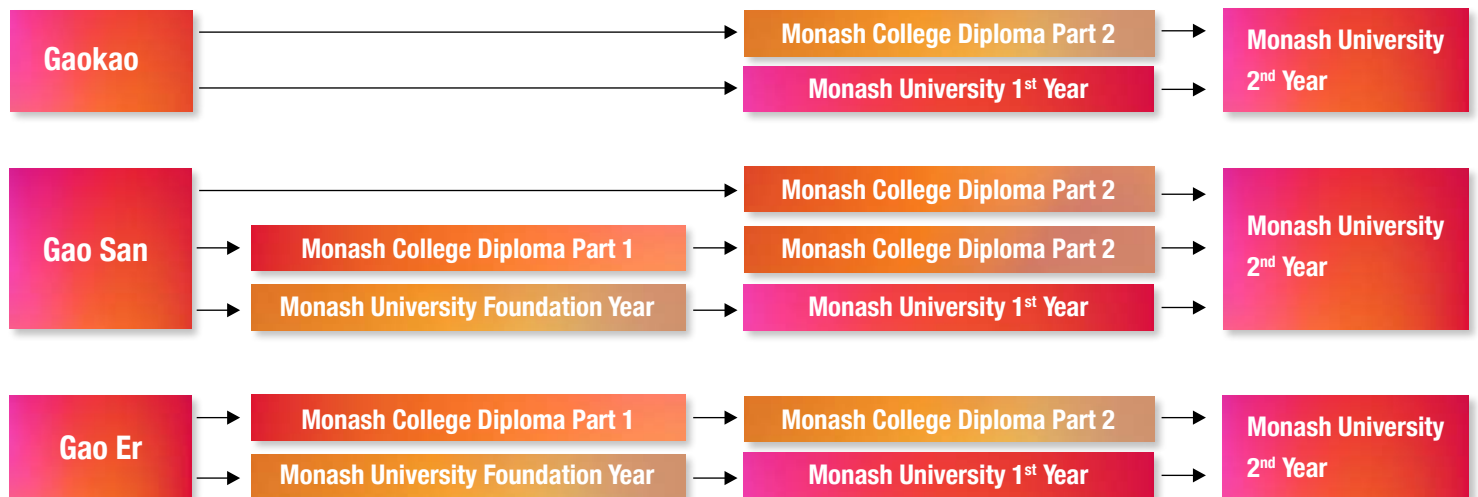 Gaokao
Monash College Diploma Part 2
Monash University 1st Year
Monash University
2nd Year
Gao San
Monash College Diploma Part 2
Monash College Diploma Part 1
Monash College Diploma Part 2
Monash University Foundation Year
Monash University 1st Year
Monash University
2nd Year
Gao Er
Monash College Diploma Part 1
Monash College Diploma Part 2
Monash University Foundation Year
Monash University 1st Year
Monash University
2nd Year